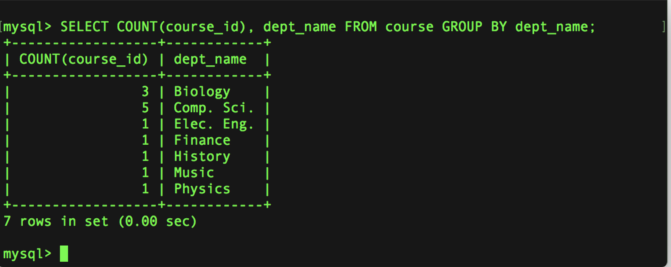 [mysql> SELECT COUNT(course_id), dept_name FROM course GROUP BY dept_name; ]
+------------------+------------+
| COUNT(course_id) | dept_name  |
+------------------+------------+
|                3 | Biology    |
|                5 | Comp. Sci. |
|                1 | Elec. Eng. |
|                1 | Finance    |
|                1 | History    |
|                1 | Music      |
|                1 | Physics    |
+------------------+------------+
7 rows in set (0.00 sec)
mysql>